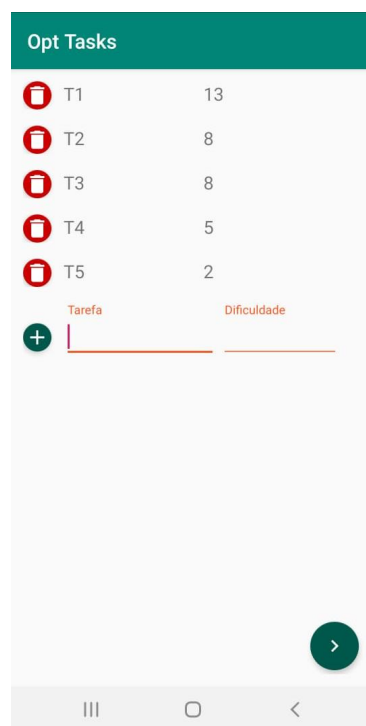 Opt Tasks
T1 13
T2 8
T3 8
T4 5
T5 2
Tarefa Dificuldade